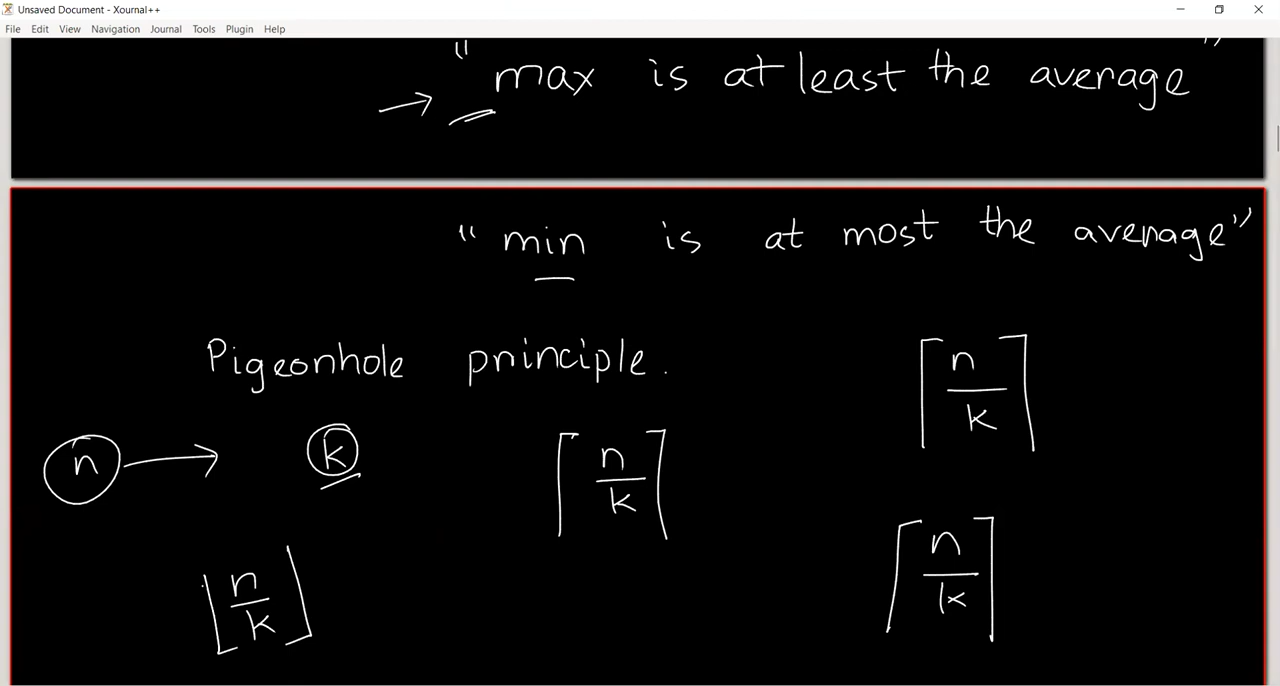 Unsaved Document - Xournal++
File Edit View Navigation Journal Tools Plugin Help
"max is at least the average"
"min is at most the average"
Pigeonhole principle.
⌈n/k⌉
n → k ⌈n/k⌉
⌊n/k⌋ ⌈n/k⌉